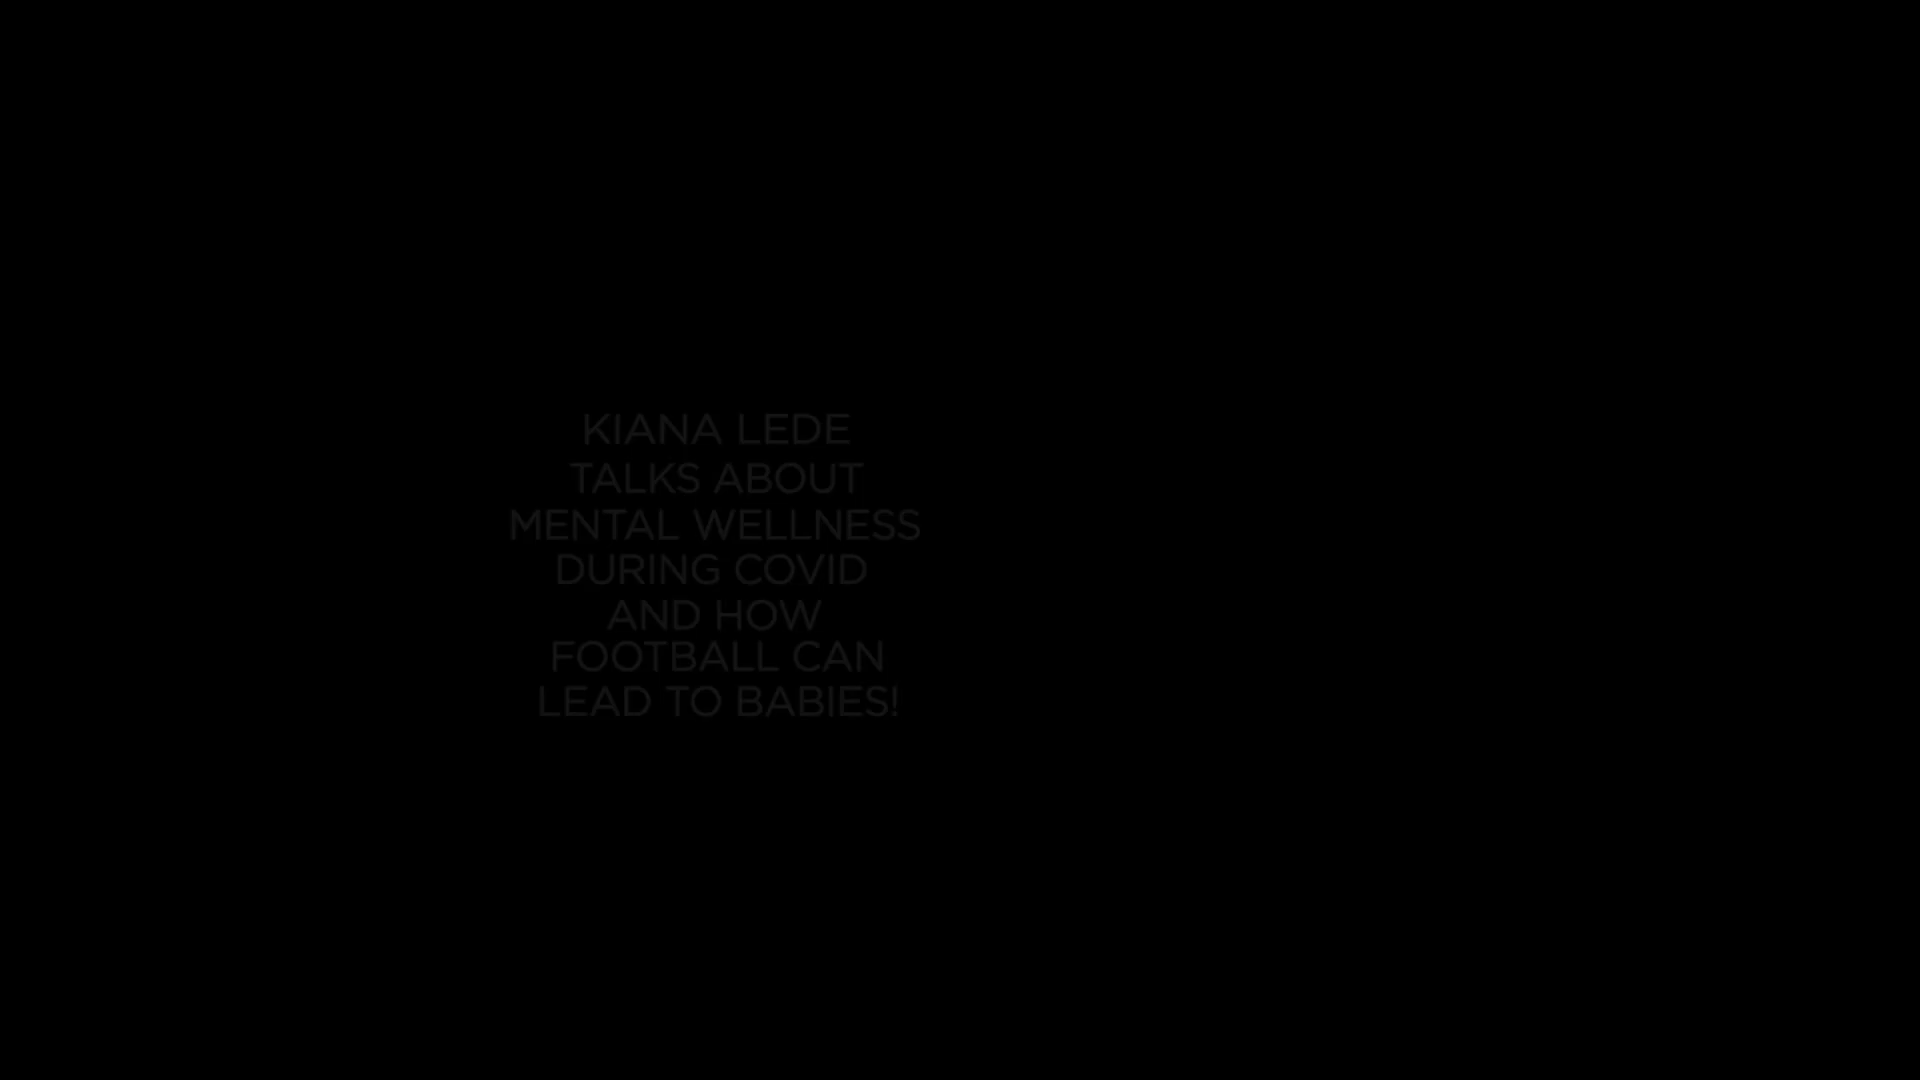 KIANA LEDE
TALKS ABOUT
MENTAL WELLNESS
DURING COVID
AND HOW
FOOTBALL CAN
LEAD TO BABIES!